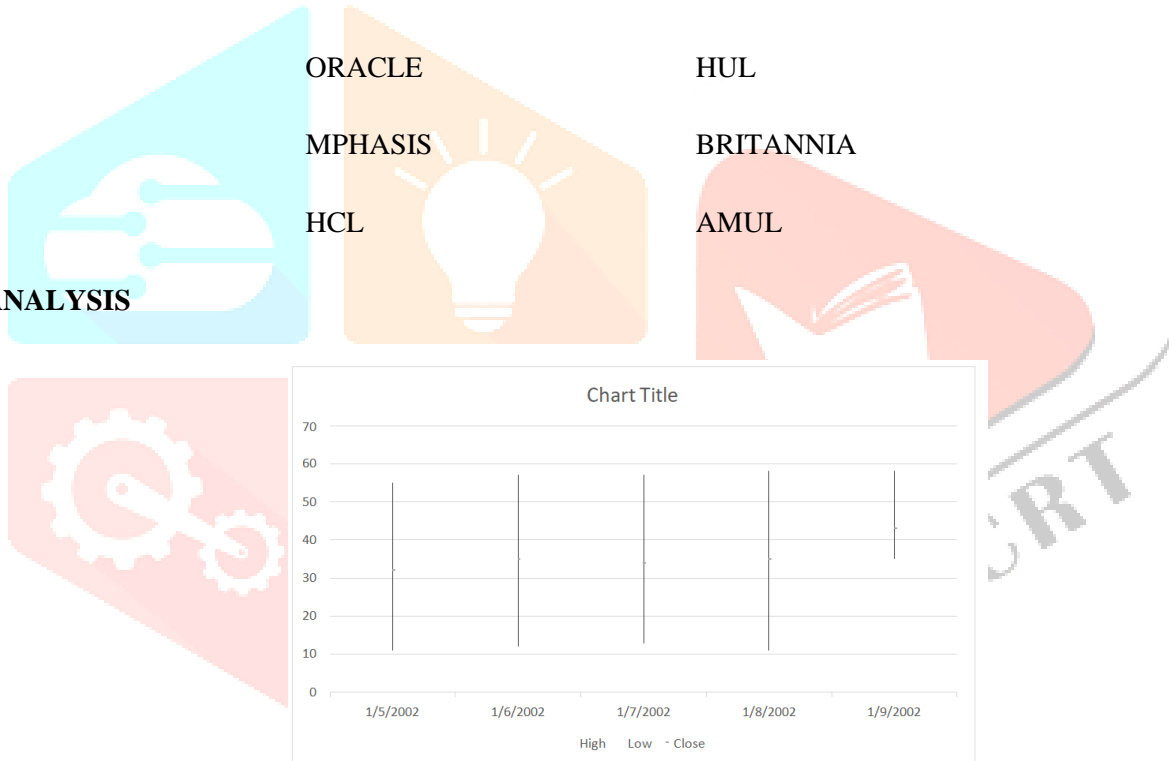 ORACLE HUL
MPHASIS BRITANNIA
HCL AMUL
ANALYSIS
Chart Title
70
60
50
40
30
20
10
0
1/5/2002 1/6/2002 1/7/2002 1/8/2002 1/9/2002
High Low - Close